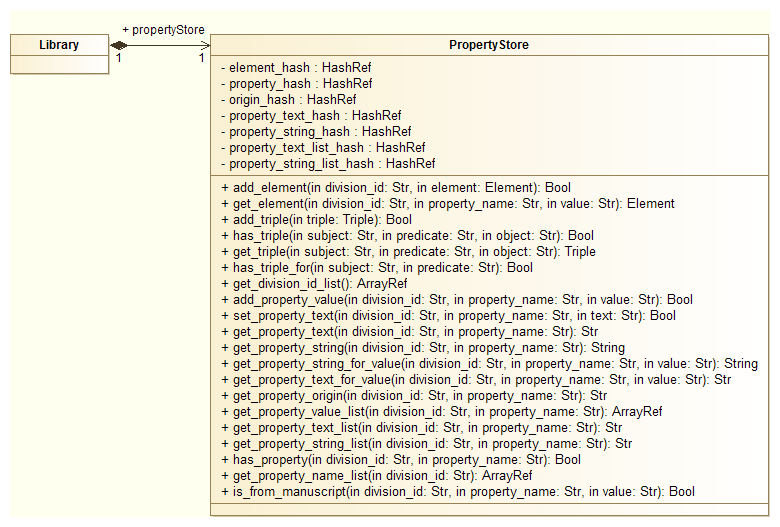 Library
+ propertyStore
1
1
PropertyStore
- element_hash : HashRef
- property_hash : HashRef
- origin_hash : HashRef
- property_text_hash : HashRef
- property_string_hash : HashRef
- property_text_list_hash : HashRef
- property_string_list_hash : HashRef
+ add_element(in division_id: Str, in element: Element): Bool
+ get_element(in division_id: Str, in property_name: Str, in value: Str): Element
+ add_triple(in triple: Triple): Bool
+ has_triple(in subject: Str, in predicate: Str, in object: Str): Bool
+ get_triple(in subject: Str, in predicate: Str, in object: Str): Triple
+ has_triple_for(in subject: Str, in predicate: Str): Bool
+ get_division_id_list(): ArrayRef
+ add_property_value(in division_id: Str, in property_name: Str, in value: Str): Bool
+ set_property_text(in division_id: Str, in property_name: Str, in text: Str): Bool
+ get_property_text(in division_id: Str, in property_name: Str): Str
+ get_property_string(in division_id: Str, in property_name: Str): String
+ get_property_string_for_value(in division_id: Str, in property_name: Str, in value: Str): String
+ get_property_text_for_value(in division_id: Str, in property_name: Str, in value: Str): Str
+ get_property_origin(in division_id: Str, in property_name: Str): Str
+ get_property_value_list(in division_id: Str, in property_name: Str): ArrayRef
+ get_property_text_list(in division_id: Str, in property_name: Str): Str
+ get_property_string_list(in division_id: Str, in property_name: Str): Str
+ has_property(in division_id: Str, in property_name: Str): Bool
+ get_property_name_list(in division_id: Str): ArrayRef
+ is_from_manuscript(in division_id: Str, in property_name: Str, in value: Str): Bool